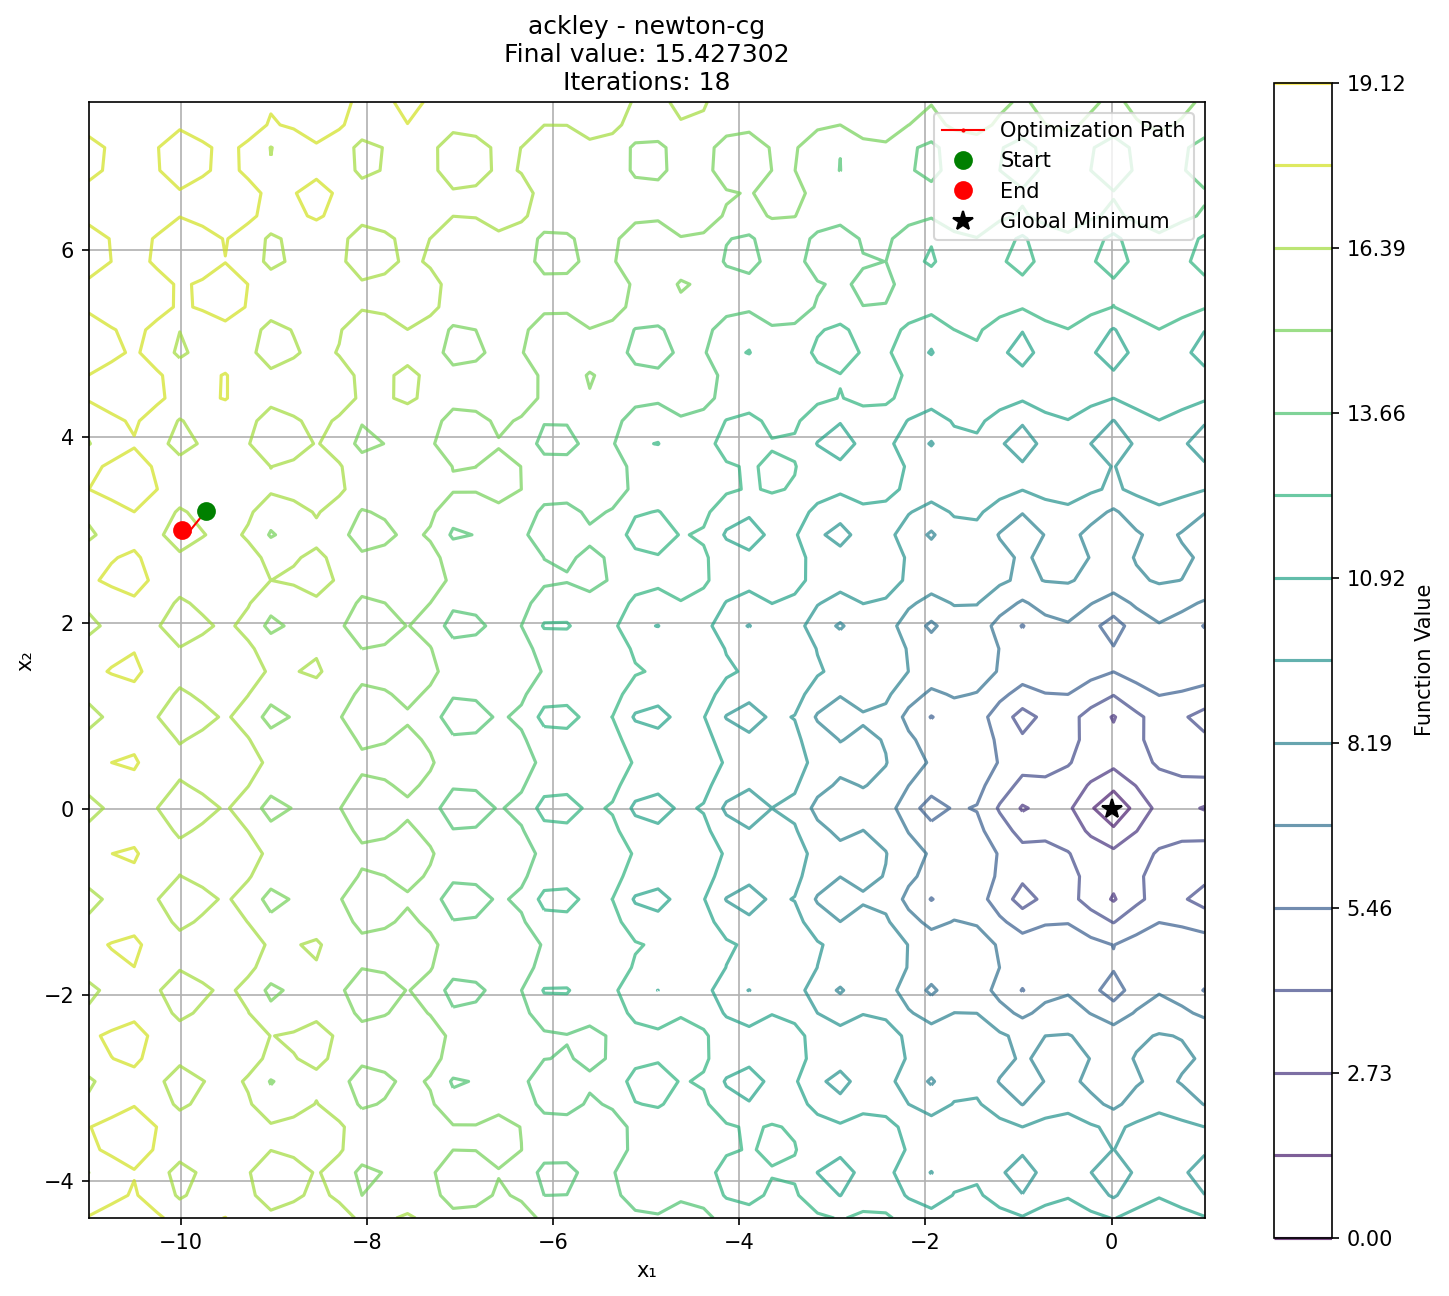 ackley - newton-cg
Final value: 15.427302
Iterations: 18
Optimization Path
Start
End
Global Minimum
6
4
2
0
−2
−4
−10
−8
−6
−4
−2
0
x₁
x₂
19.12
16.39
13.66
10.92
8.19
5.46
2.73
0.00
Function Value